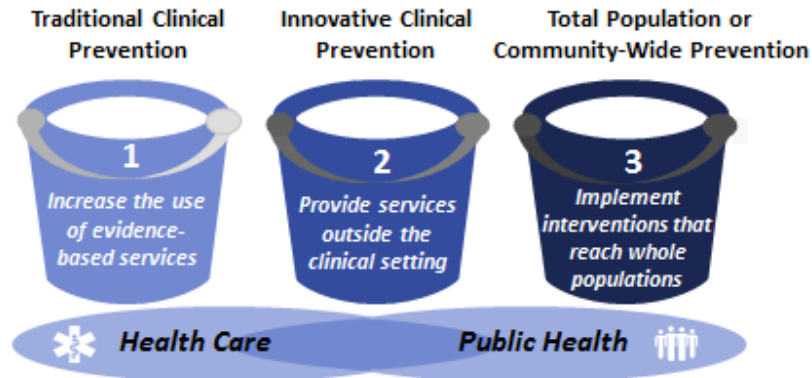 Traditional Clinical
Prevention
Innovative Clinical
Prevention
Total Population or
Community-Wide Prevention
1
Increase the use
of evidence-
based services
2
Provide services
outside the
clinical setting
3
Implement
interventions that
reach whole
populations
Health Care
Public Health